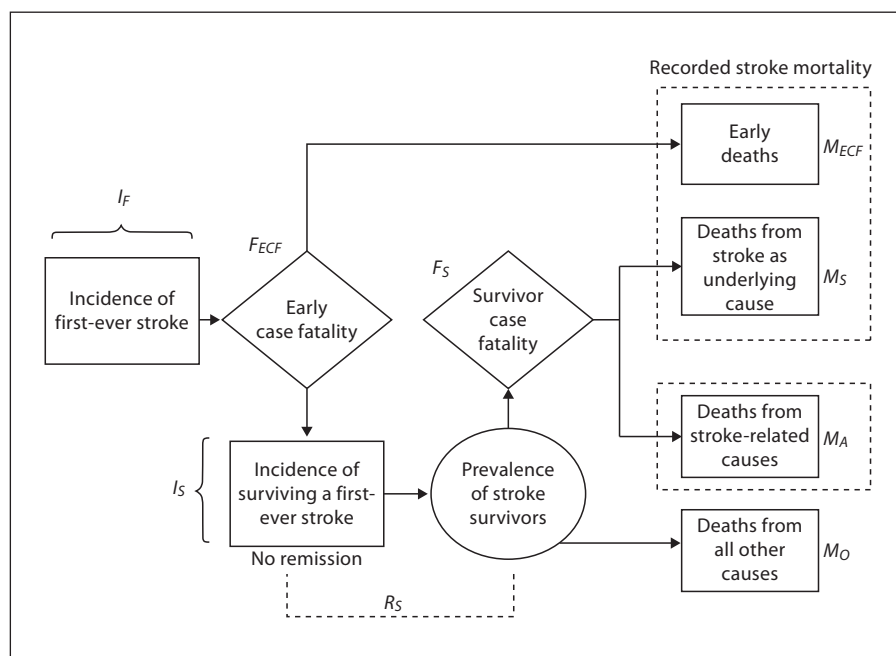 Recorded stroke mortality
Early
deaths
M_ECF
I_F
F_ECF
Deaths from
stroke as
underlying
cause
M_S
F_S
Incidence of
first-ever stroke
Early
case fatality
Survivor
case
fatality
Deaths from
stroke-related
causes
M_A
I_S
Incidence of
surviving a first-
ever stroke
Prevalence
of stroke
survivors
No remission
Deaths from
all other
causes
M_O
R_S